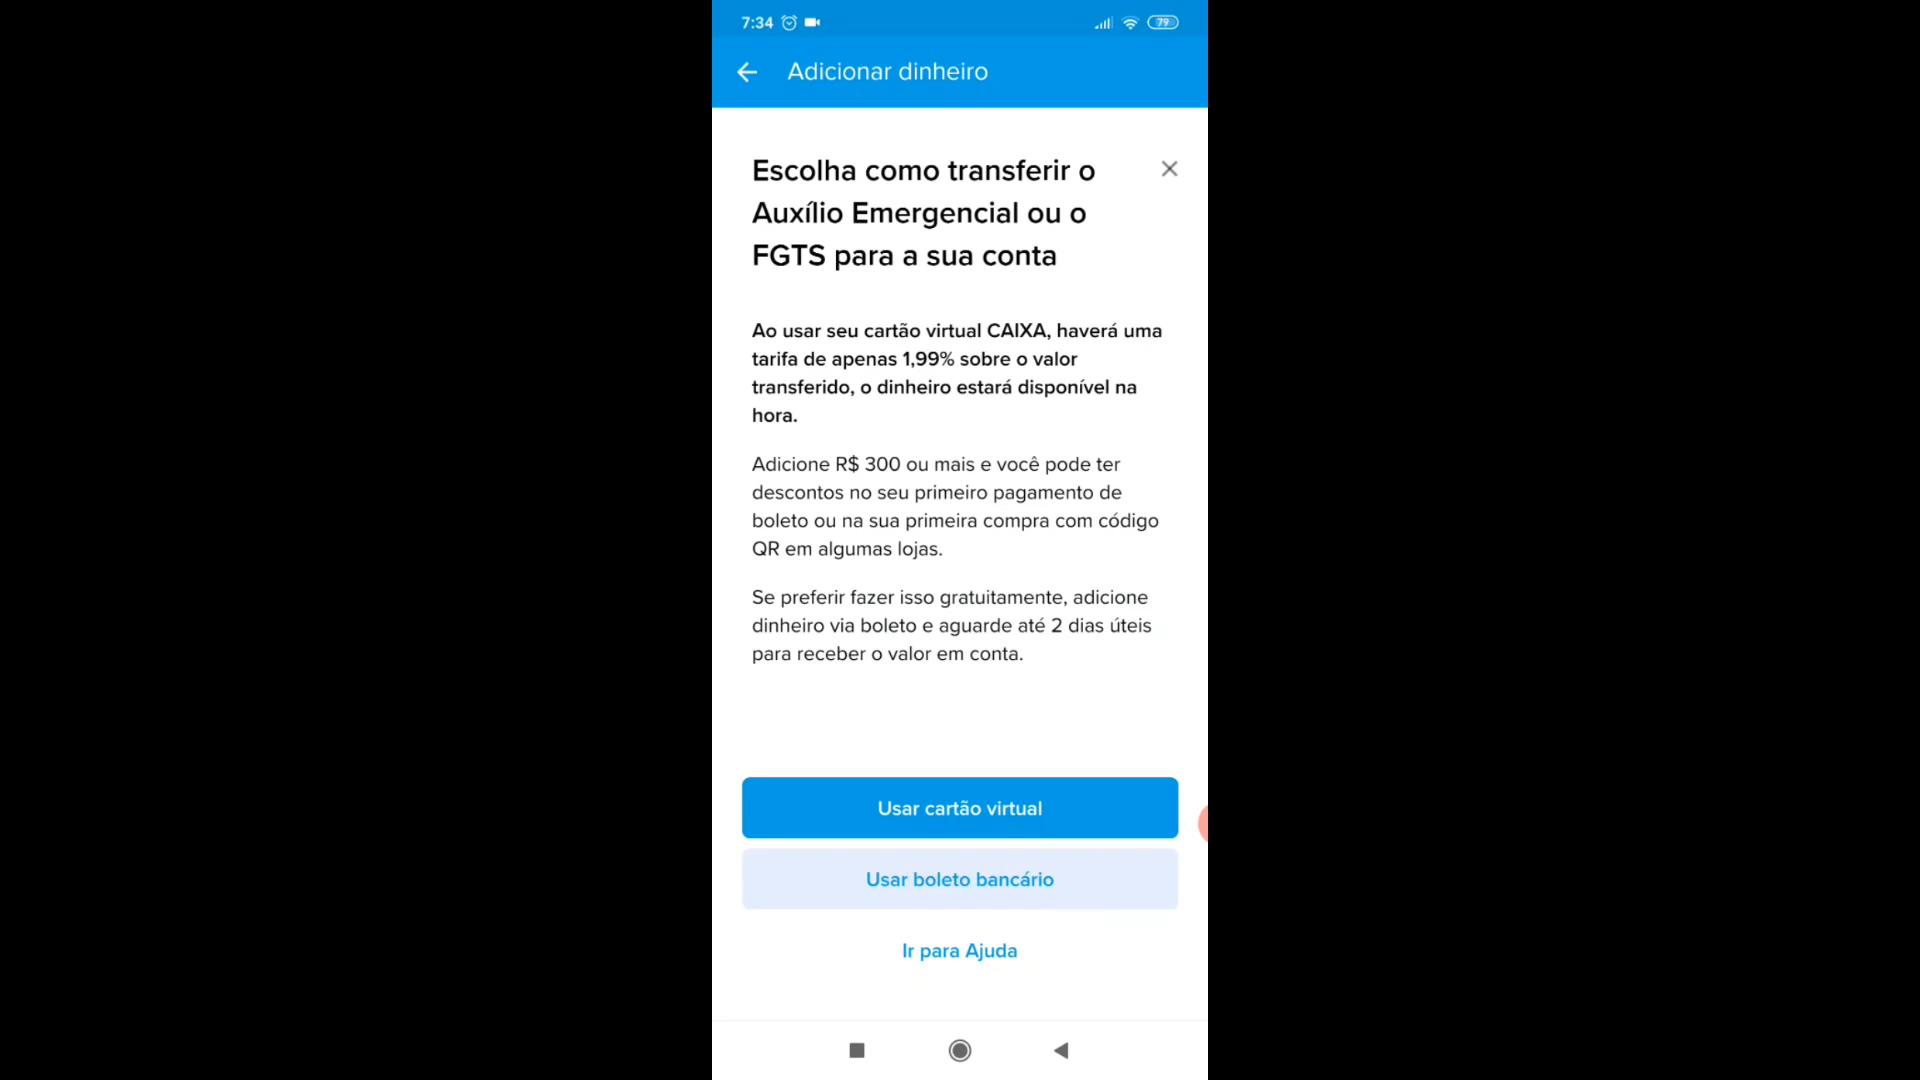 7:34
79
Adicionar dinheiro
Escolha como transferir o
Auxílio Emergencial ou o
FGTS para a sua conta
Ao usar seu cartão virtual CAIXA, haverá uma
tarifa de apenas 1,99% sobre o valor
transferido, o dinheiro estará disponível na
hora.
Adicione R$ 300 ou mais e você pode ter
descontos no seu primeiro pagamento de
boleto ou na sua primeira compra com código
QR em algumas lojas.
Se preferir fazer isso gratuitamente, adicione
dinheiro via boleto e aguarde até 2 dias úteis
para receber o valor em conta.
Usar cartão virtual
Usar boleto bancário
Ir para Ajuda